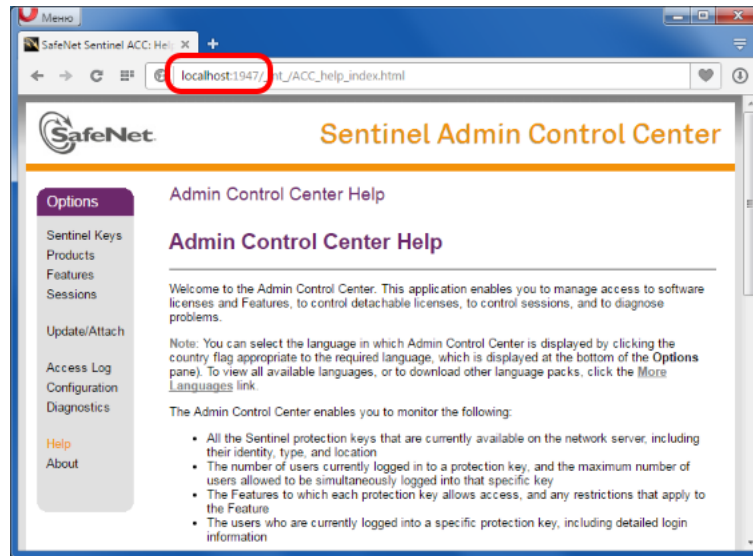 Меню
SafeNet Sentinel ACC: Hel
localhost:1947/_int_/ACC_help_index.html
SafeNet.
Sentinel Admin Control Center
Options
Sentinel Keys
Products
Features
Sessions
Update/Attach
Access Log
Configuration
Diagnostics
Help
About
Admin Control Center Help
Admin Control Center Help
Welcome to the Admin Control Center. This application enables you to manage access to software
licenses and Features, to control detachable licenses, to control sessions, and to diagnose
problems.
Note: You can select the language in which Admin Control Center is displayed by clicking the
country flag appropriate to the required language, which is displayed at the bottom of the Options
pane). To view all available languages, or to download other language packs, click the More
Languages link.
The Admin Control Center enables you to monitor the following:
• All the Sentinel protection keys that are currently available on the network server, including
their identity, type, and location
• The number of users currently logged in to a protection key, and the maximum number of
users allowed to be simultaneously logged into that specific key
• The Features to which each protection key allows access, and any restrictions that apply to
the Feature
• The users who are currently logged into a specific protection key, including detailed login
information